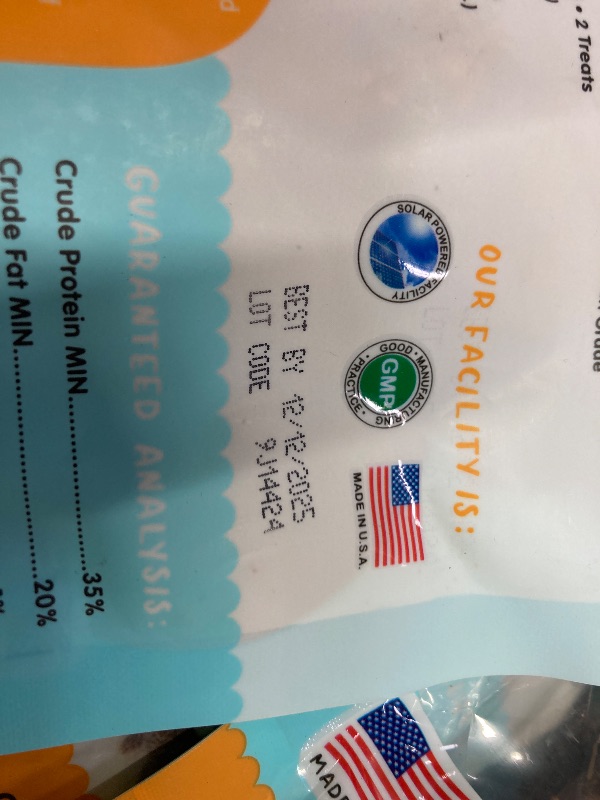 • 2 Treats
OUR FACILITY IS:
SOLAR POWERED FACILITY
GOOD • MANUFACTURING
• PRACTICE •
GMP
MADE IN U.S.A.
BEST BY 12/12/2025
LOT CODE 9J14424
GUARANTEED ANALYSIS:
Crude Protein MIN..........................35%
Crude Fat MIN................................20%
MADE